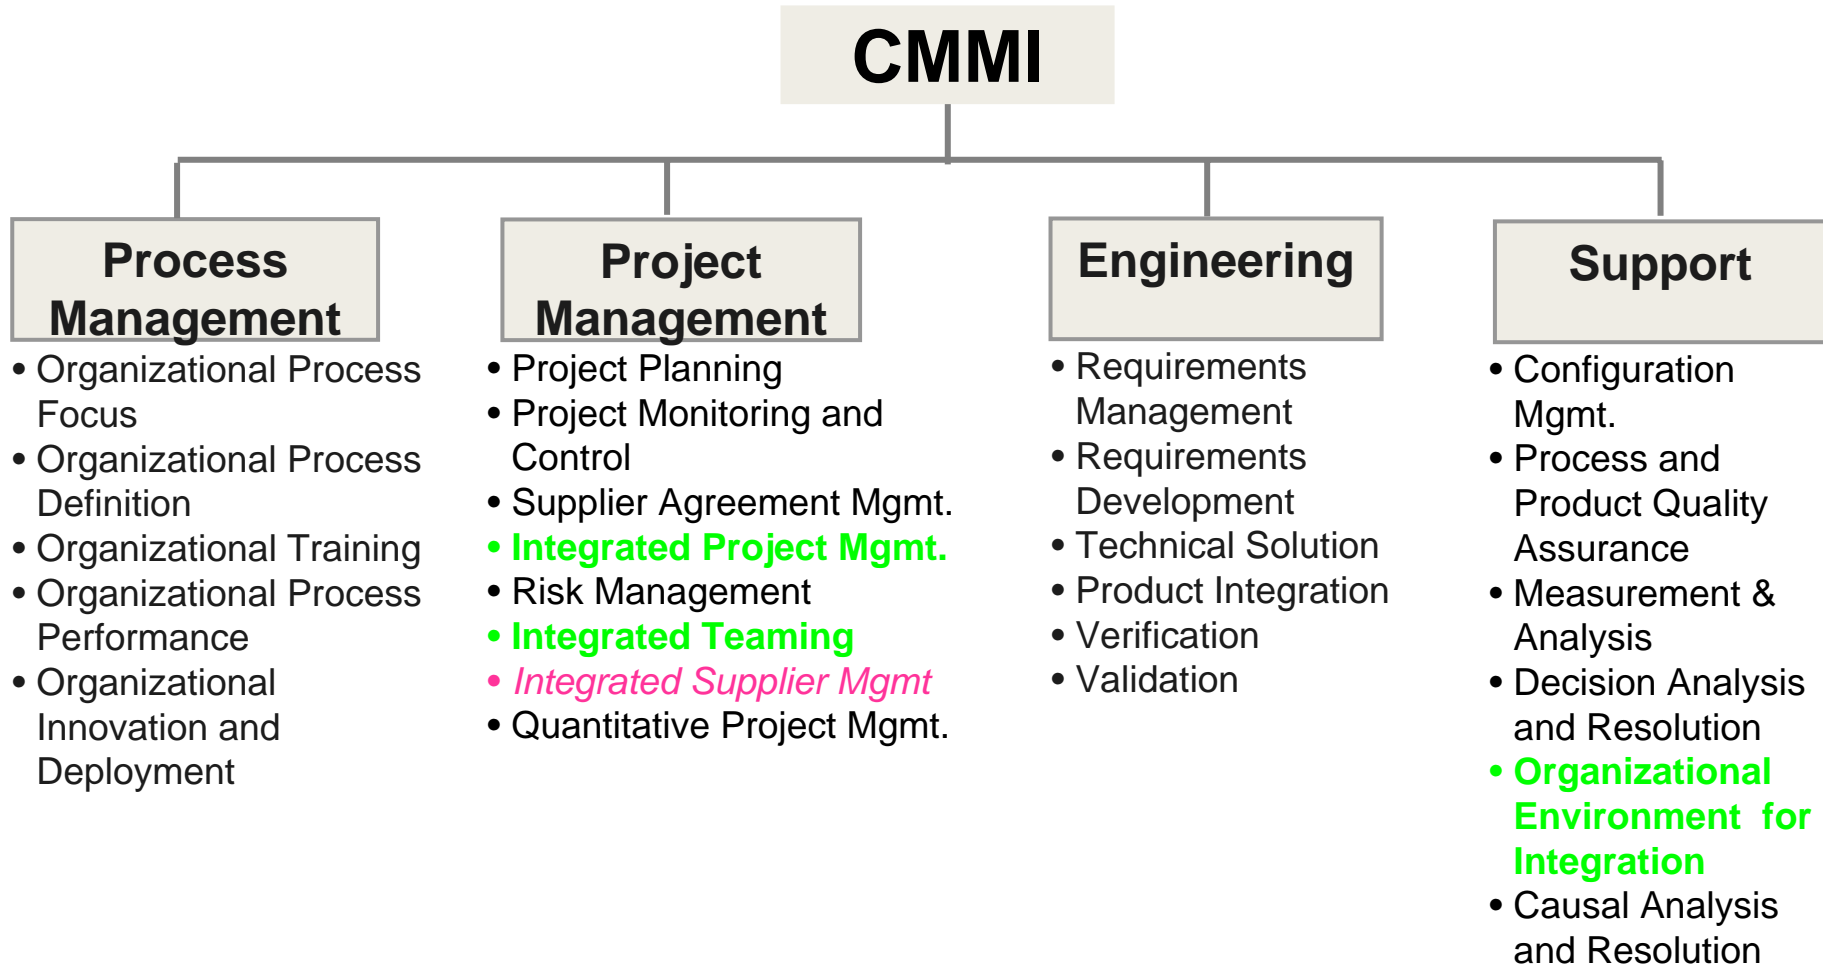 CMMI
Process
Management
• Organizational Process
Focus
• Organizational Process
Definition
• Organizational Training
• Organizational Process
Performance
• Organizational
Innovation and
Deployment
Project
Management
• Project Planning
• Project Monitoring and
Control
• Supplier Agreement Mgmt.
• Integrated Project Mgmt.
• Risk Management
• Integrated Teaming
• Integrated Supplier Mgmt
• Quantitative Project Mgmt.
Engineering
• Requirements
Management
• Requirements
Development
• Technical Solution
• Product Integration
• Verification
• Validation
Support
• Configuration
Mgmt.
• Process and
Product Quality
Assurance
• Measurement &
Analysis
• Decision Analysis
and Resolution
• Organizational
Environment for
Integration
• Causal Analysis
and Resolution